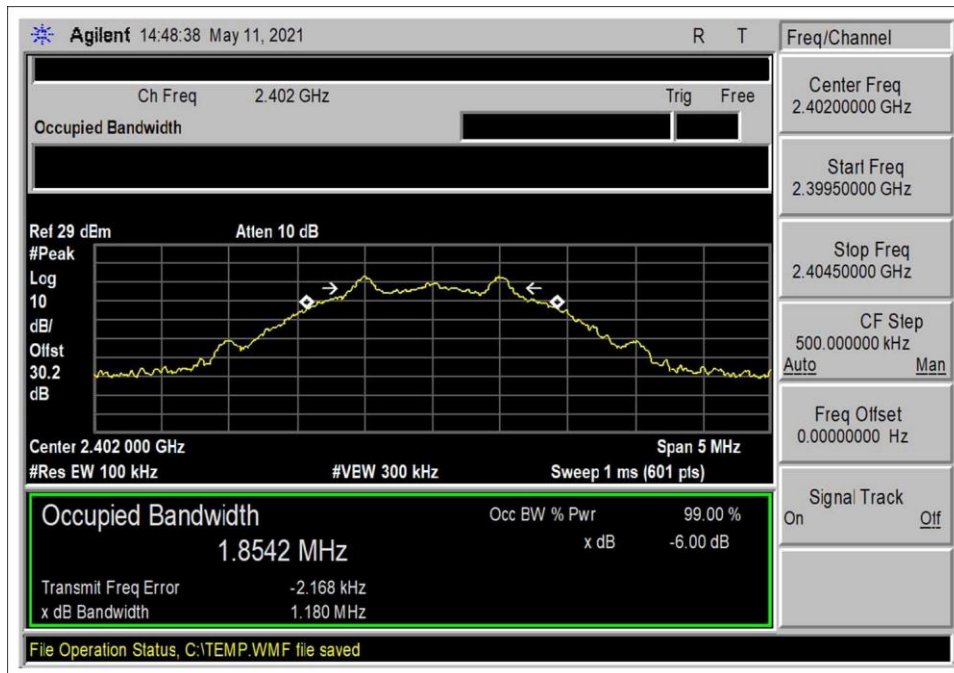 Agilent 14:48:38 May 11, 2021 R T
Freq/Channel
Ch Freq 2.402 GHz Trig Free
Occupied Bandwidth
Center Freq
2.40200000 GHz
Start Freq
2.39950000 GHz
Stop Freq
2.40450000 GHz
CF Step
500.000000 kHz
Auto Man
Freq Offset
0.00000000 Hz
Signal Track
On Off
Ref 29 dBm Atten 10 dB
#Peak
Log
10
dB/
Offst
30.2
dB
Center 2.402 000 GHz Span 5 MHz
#Res BW 100 kHz #VBW 300 kHz Sweep 1 ms (601 pts)
Occupied Bandwidth Occ BW % Pwr 99.00 %
1.8542 MHz x dB -6.00 dB
Transmit Freq Error -2.168 kHz
x dB Bandwidth 1.180 MHz
File Operation Status, C:\TEMP.WMF file saved